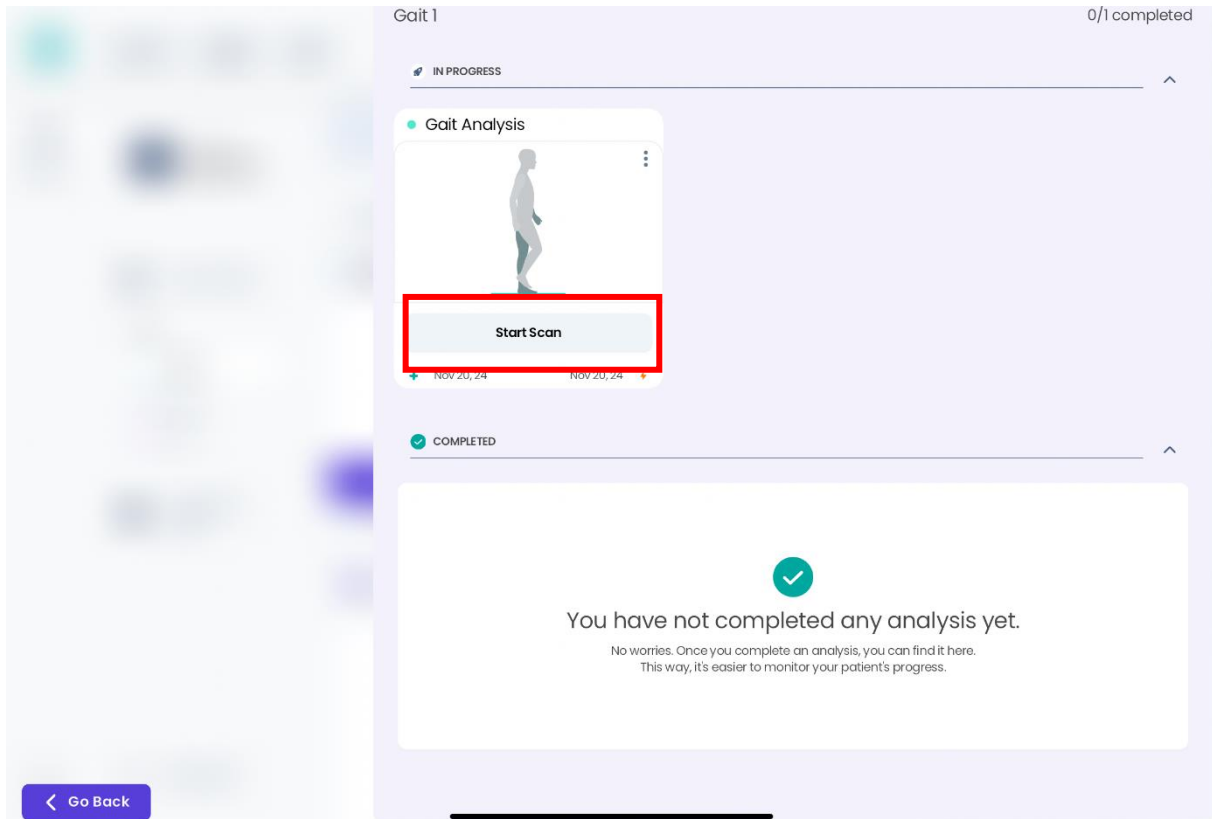 Gait 1
0/1 completed
IN PROGRESS
Gait Analysis
Start Scan
Nov 20, 24
Nov 20, 24
COMPLETED
You have not completed any analysis yet.
No worries. Once you complete an analysis, you can find it here.
This way, it's easier to monitor your patient's progress.
Go Back